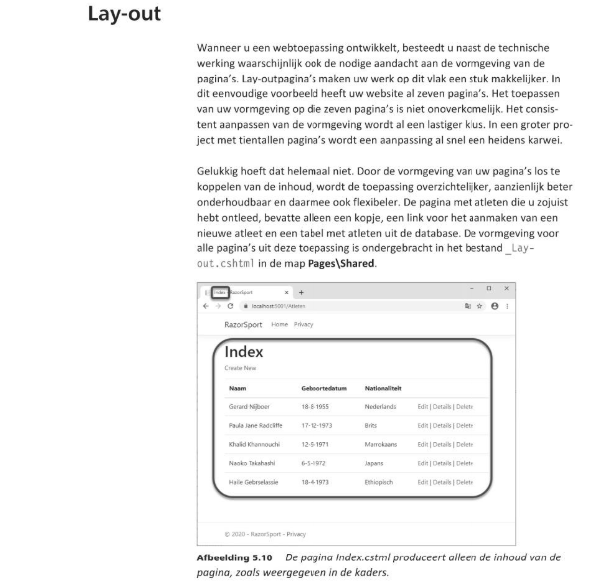 Lay-out
Wanneer u een webtoepassing ontwikkelt, besteedt u naast de technische
werking waarschijnlijk ook de nodige aandacht aan de vormgeving van de
pagina's. Lay-outpagina's maken uw werk op dit vlak een stuk makkelijker. In
dit eenvoudige voorbeeld heeft uw website al zeven pagina's. Het toepassen
van uw vormgeving op die zeven pagina's is niet onoverkomelijk. Het consis-
tent aanpassen van de vormgeving wordt al een lastiger klus. In een groter pro-
ject met tientallen pagina's wordt een aanpassing al snel een heidens karwei.
Gelukkig hoeft dat helemaal niet. Door de vormgeving van uw pagina's los te
koppelen van de inhoud, wordt de toepassing overzichtelijker, aanzienlijk beter
onderhoudbaar en daarmee ook flexibeler. De pagina met atleten die u zojuist
hebt ontleed, bevatte alleen een kopje, een link voor het aanmaken van een
nieuwe atleet en een tabel met atleten uit de database. De vormgeving voor
alle pagina's uit deze toepassing is ondergebracht in het bestand _Lay-
out.cshtml in de map Pages\Shared.
Index - RazorSport
localhost:5001/Atleten
RazorSport Home Privacy
Index
Create New
Naam Geboortedatum Nationaliteit
Gerard Nijboer 18-8-1955 Nederlands Edit | Details | Delete
Paula Jane Radcliffe 17-12-1973 Brits Edit | Details | Delete
Khalid Khannouchi 12-5-1971 Marrokaans Edit | Details | Delete
Naoko Takahashi 6-5-1972 Japans Edit | Details | Delete
Haile Gebrselassie 18-4-1973 Ethiopisch Edit | Details | Delete
© 2020 - RazorSport - Privacy
Afbeelding 5.10 De pagina Index.cstml produceert alleen de inhoud van de
pagina, zoals weergegeven in de kaders.